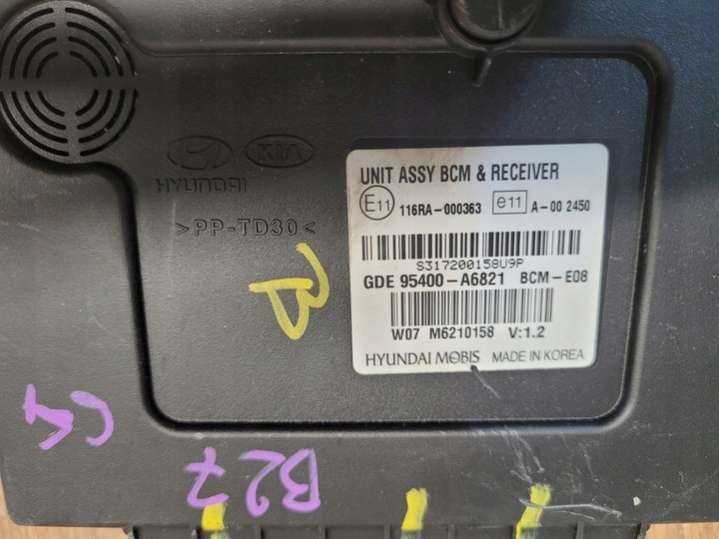 HYUNDAI
KIA
>PP-TD30<
UNIT ASSY BCM & RECEIVER
E11 116RA-000363 e11 A-00 2450
S317200158U9P
GDE 95400-A6821 BCM-E08
W07 M6210158 V:1.2
HYUNDAI MOBIS MADE IN KOREA
B27